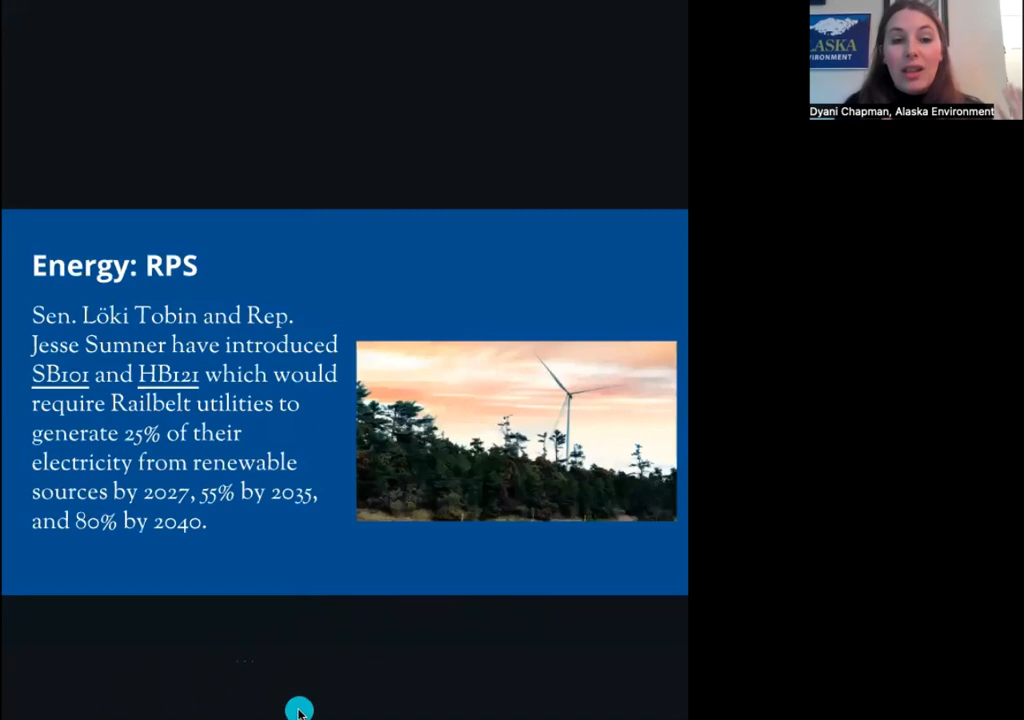 ALASKA
IRONMENT
Dyani Chapman, Alaska Environment
Energy: RPS
Sen. Löki Tobin and Rep.
Jesse Sumner have introduced
SB101 and HB121 which would
require Railbelt utilities to
generate 25% of their
electricity from renewable
sources by 2027, 55% by 2035,
and 80% by 2040.